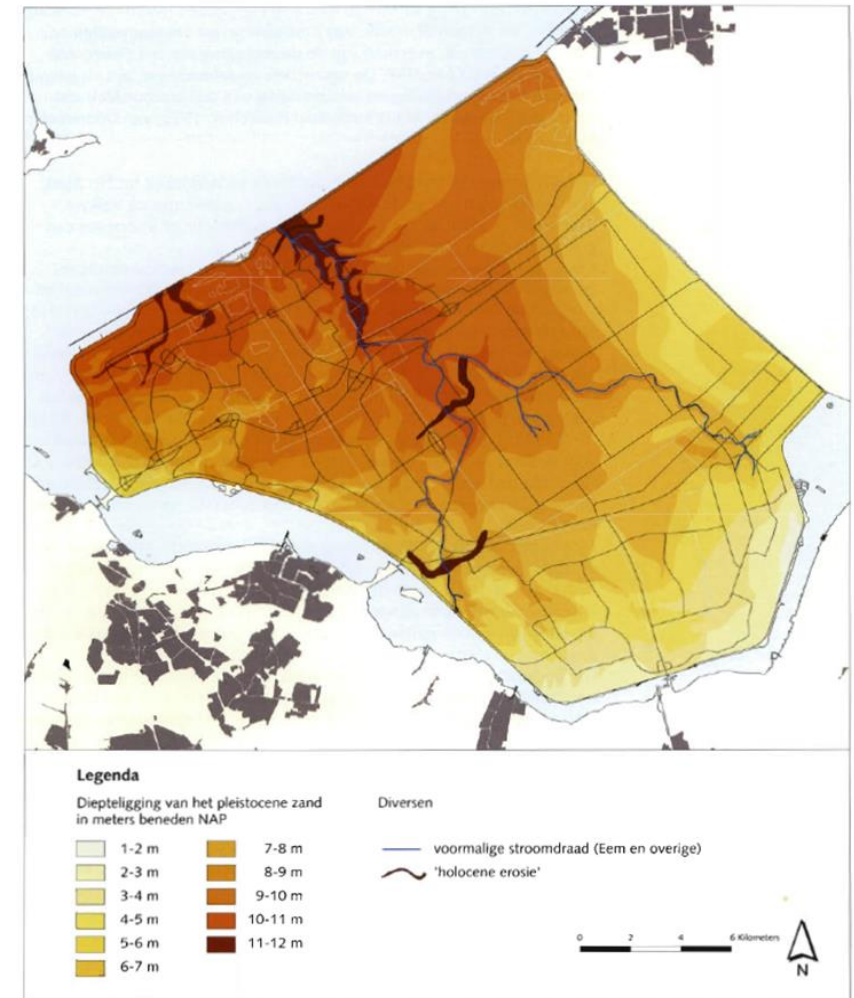 Legenda
Diepteligging van het pleistocene zand
in meters beneden NAP
1-2 m
2-3 m
3-4 m
4-5 m
5-6 m
6-7 m
7-8 m
8-9 m
9-10 m
10-11 m
11-12 m
Diversen
voormalige stroomdraad (Eem en overige)
'holocene erosie'
0 2 4 6 Kilometers
N